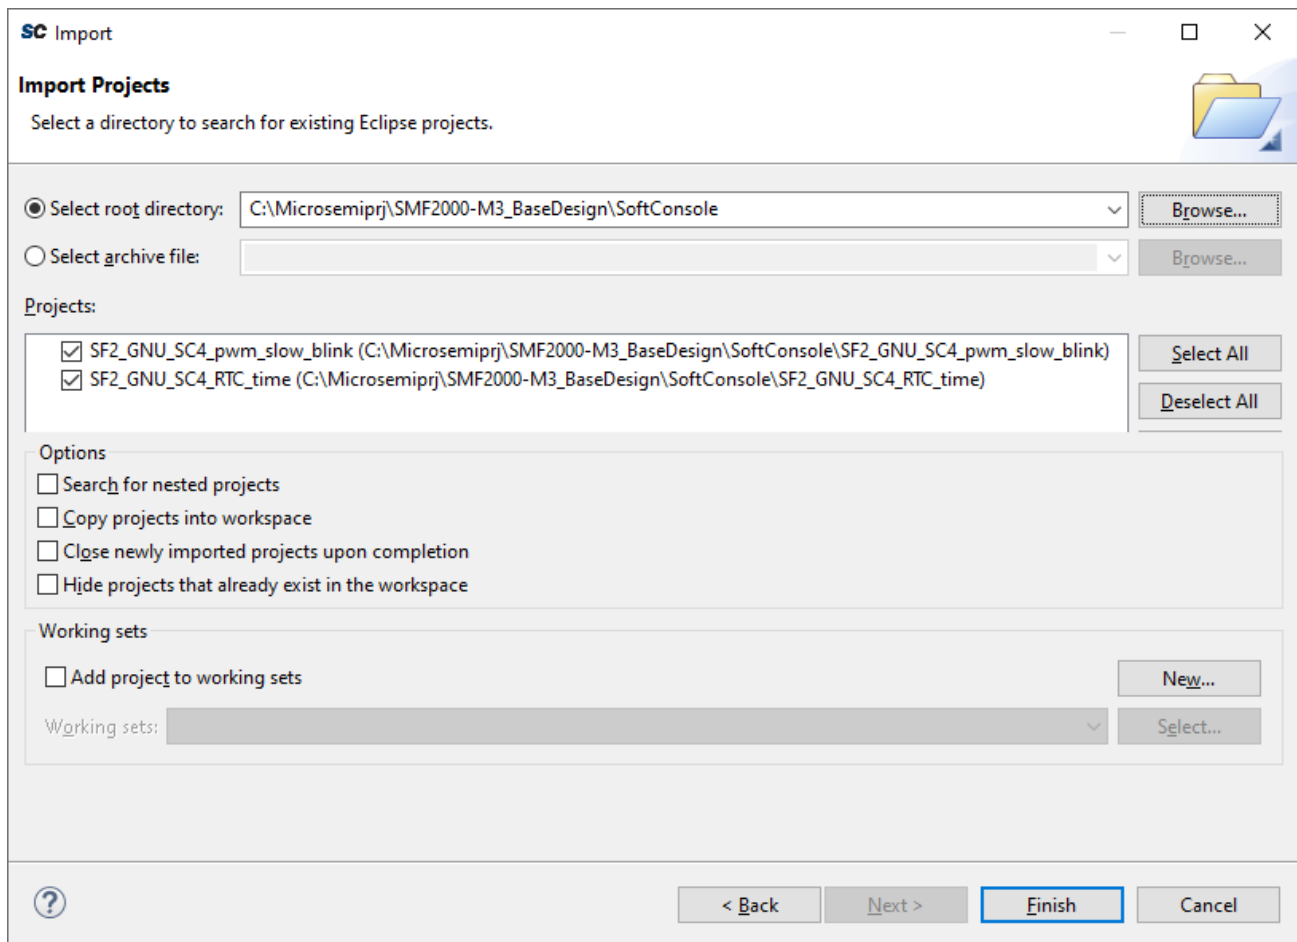 SC Import
Import Projects
Select a directory to search for existing Eclipse projects.
Select root directory: C:\Microsemiprj\SMF2000-M3_BaseDesign\SoftConsole Browse...
Select archive file: Browse...
Projects:
SF2_GNU_SC4_pwm_slow_blink (C:\Microsemiprj\SMF2000-M3_BaseDesign\SoftConsole\SF2_GNU_SC4_pwm_slow_blink) Select All
SF2_GNU_SC4_RTC_time (C:\Microsemiprj\SMF2000-M3_BaseDesign\SoftConsole\SF2_GNU_SC4_RTC_time)
Deselect All
Options
Search for nested projects
Copy projects into workspace
Close newly imported projects upon completion
Hide projects that already exist in the workspace
Working sets
Add project to working sets New...
Working sets: Select...
? < Back Next > Finish Cancel